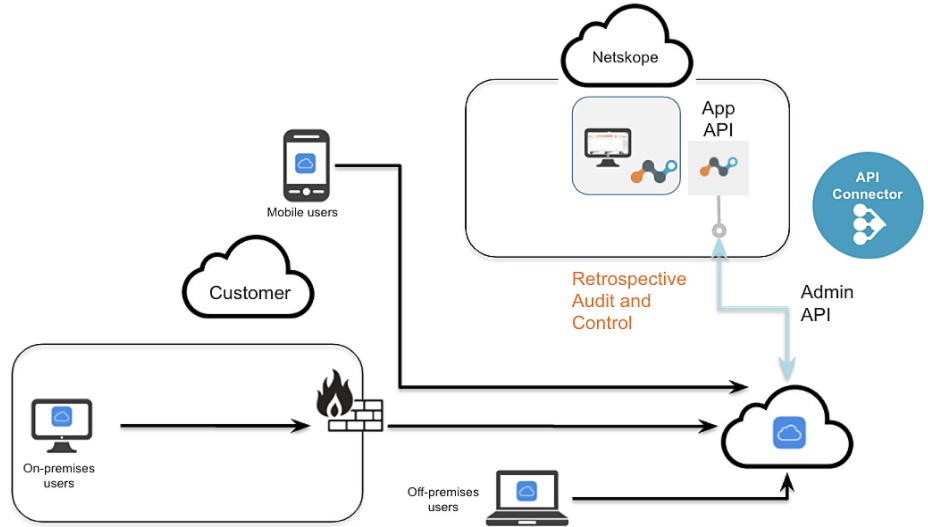 Netskope
App
API
API
Connector
Mobile users
Customer
Retrospective
Audit and
Control
Admin
API
On-premises
users
Off-premises
users